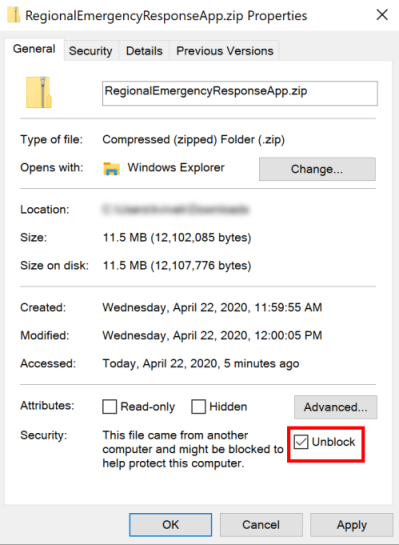 RegionalEmergencyResponseApp.zip Properties
General Security Details Previous Versions
RegionalEmergencyResponseApp.zip
Type of file: Compressed (zipped) Folder (.zip)
Opens with: Windows Explorer Change...
Location:
Size: 11.5 MB (12,102,085 bytes)
Size on disk: 11.5 MB (12,107,776 bytes)
Created: Wednesday, April 22, 2020, 11:59:55 AM
Modified: Wednesday, April 22, 2020, 12:00:05 PM
Accessed: Today, April 22, 2020, 5 minutes ago
Attributes: Read-only Hidden Advanced...
Security: This file came from another
computer and might be blocked to
help protect this computer.
Unblock
OK Cancel Apply